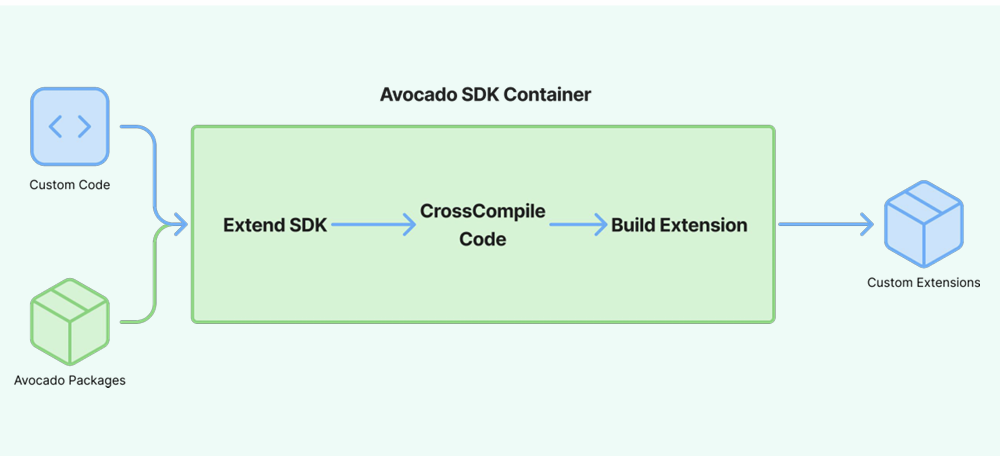 Avocado SDK Container
Custom Code
Extend SDK
CrossCompile
Code
Build Extension
Custom Extensions
Avocado Packages